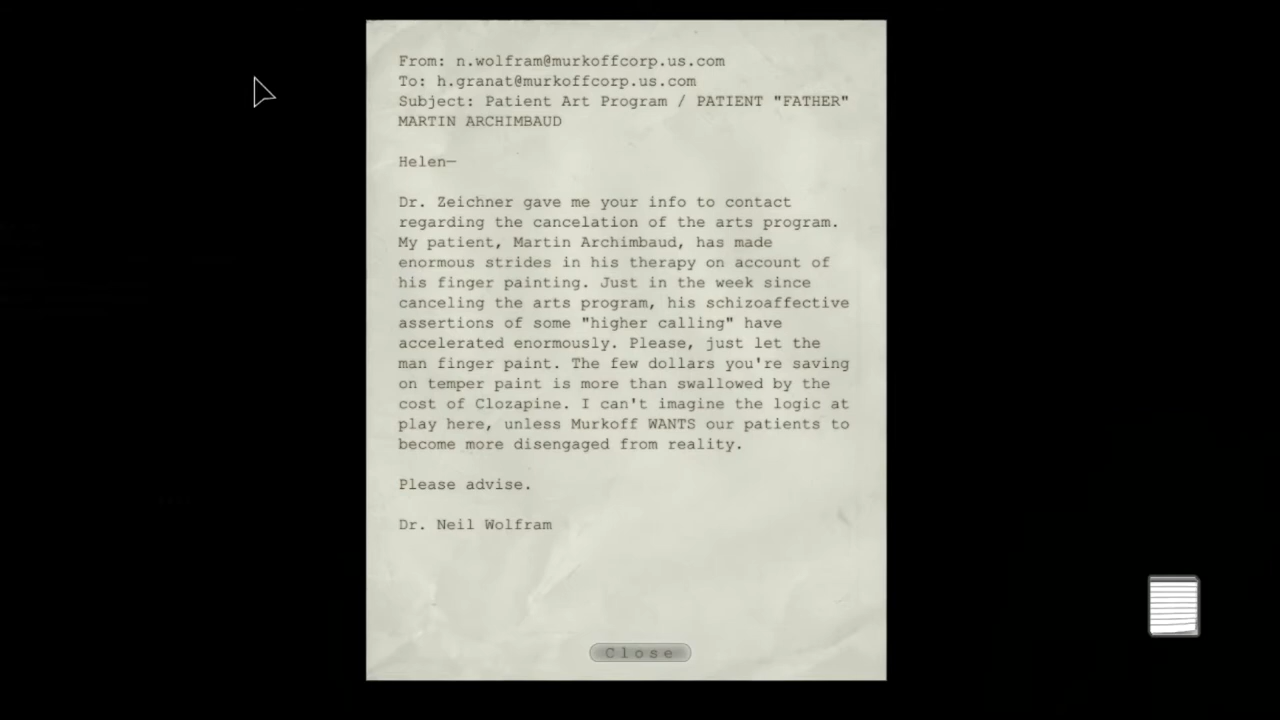 From: n.wolfram@murkoffcorp.us.com
To: h.granat@murkoffcorp.us.com
Subject: Patient Art Program / PATIENT "FATHER"
MARTIN ARCHIMBAUD
Helen—
Dr. Zeichner gave me your info to contact
regarding the cancelation of the arts program.
My patient, Martin Archimbaud, has made
enormous strides in his therapy on account of
his finger painting. Just in the week since
canceling the arts program, his schizoaffective
assertions of some "higher calling" have
accelerated enormously. Please, just let the
man finger paint. The few dollars you're saving
on temper paint is more than swallowed by the
cost of Clozapine. I can't imagine the logic at
play here, unless Murkoff WANTS our patients to
become more disengaged from reality.
Please advise.
Dr. Neil Wolfram
Close